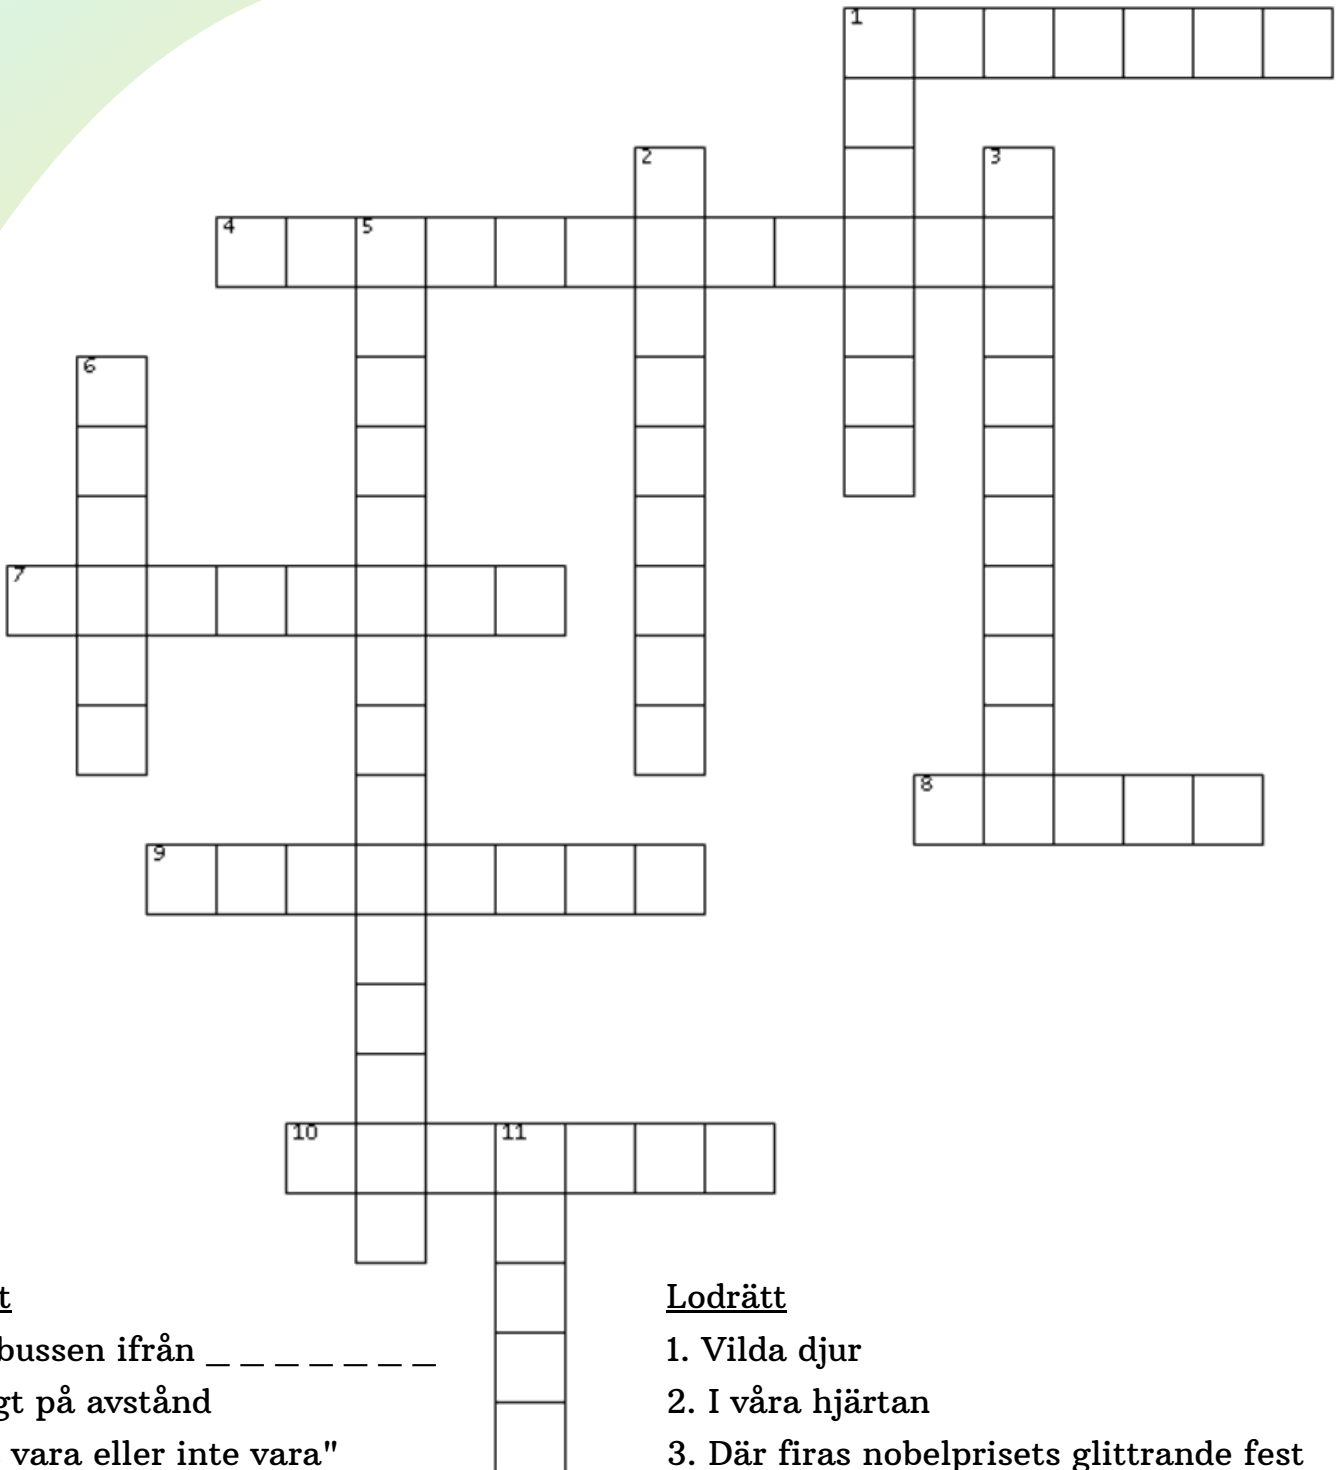 1
2
3
4
5
6
7
8
9
10
11
t
bussen ifrån _ _ _ _ _ _ _
gt på avstånd
vara eller inte vara"
Lodrätt
1. Vilda djur
2. I våra hjärtan
3. Där firas nobelprisets glittrande fest